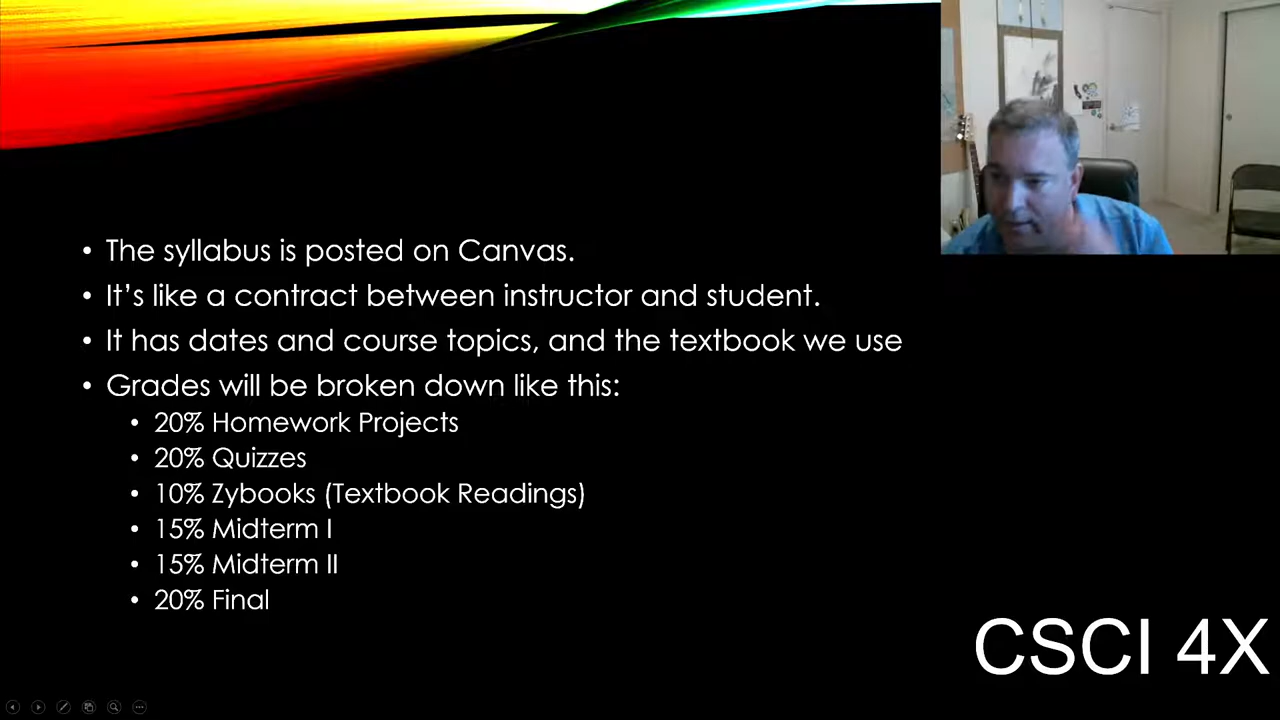 • The syllabus is posted on Canvas.
• It's like a contract between instructor and student.
• It has dates and course topics, and the textbook we use
• Grades will be broken down like this:
• 20% Homework Projects
• 20% Quizzes
• 10% Zybooks (Textbook Readings)
• 15% Midterm I
• 15% Midterm II
• 20% Final
CSCI 4X